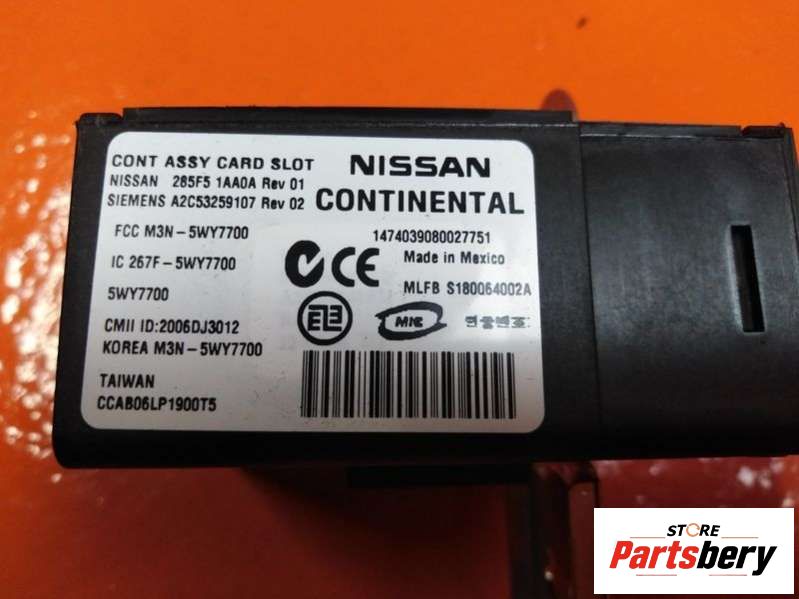 CONT ASSY CARD SLOT
NISSAN 285F5 1AA0A Rev 01
SIEMENS A2C53259107 Rev 02
NISSAN
CONTINENTAL
FCC M3N-5WY7700
IC 267F-5WY7700
5WY7700
CMII ID:2006DJ3012
KOREA M3N-5WY7700
TAIWAN
CCAB06LP1900T5
1474039080027751
CE
Made in Mexico
MLFB S180064002A
MIC
STORE
Partsbery